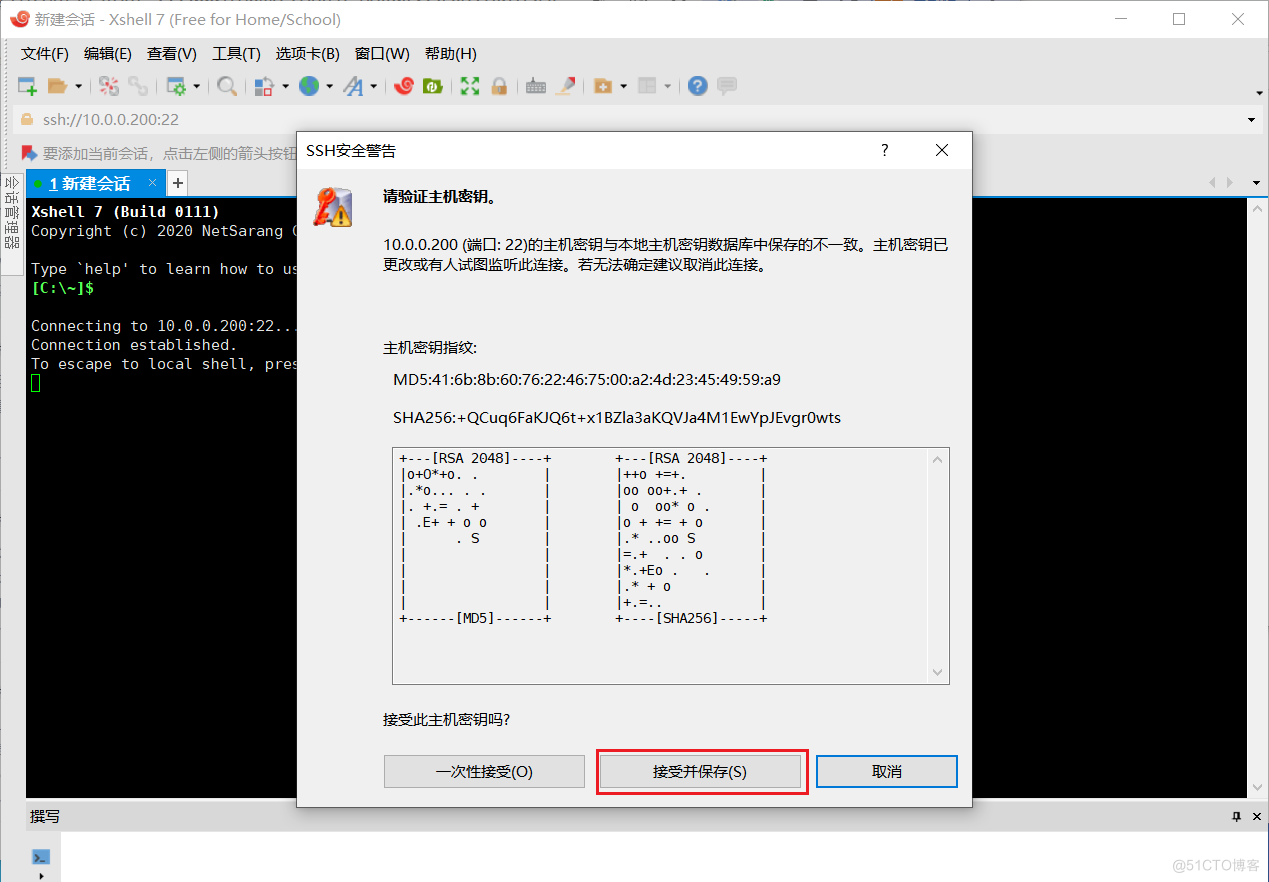 新建会话 - Xshell 7 (Free for Home/School)
文件(F) 编辑(E) 查看(V) 工具(T) 选项卡(B) 窗口(W) 帮助(H)
ssh://10.0.0.200:22
要添加当前会话，点击左侧的箭头按钮
会话管理器
1 新建会话 × +
Xshell 7 (Build 0111)
Copyright (c) 2020 NetSarang
Type `help' to learn how to us
[C:\~]$
Connecting to 10.0.0.200:22...
Connection established.
To escape to local shell, pres
SSH安全警告 ?
请验证主机密钥。
10.0.0.200 (端口: 22)的主机密钥与本地主机密钥数据库中保存的不一致。主机密钥已
更改或有人试图监听此连接。若无法确定建议取消此连接。
主机密钥指纹:
MD5:41:6b:8b:60:76:22:46:75:00:a2:4d:23:45:49:59:a9
SHA256:+QCuq6FaKJQ6t+x1BZla3aKQVJa4M1EwYpJEvgr0wts
+---[RSA 2048]----+        +---[RSA 2048]----+
|o+O*+o. .        |        |++o +=+.         |
|.*o... . .       |        |oo oo+.+ .       |
|. +.= . +        |        | o  oo* o .      |
| .E+ + o o       |        |o + += + o       |
|      . S        |        |.* ..oo S        |
|                 |        |=.+  . . o       |
|                 |        |*.+Eo .   .      |
|                 |        |.* + o           |
|                 |        |+.=..            |
+------[MD5]------+        +----[SHA256]-----+
接受此主机密钥吗?
一次性接受(O) 接受并保存(S) 取消
撰写
@51CTO博客